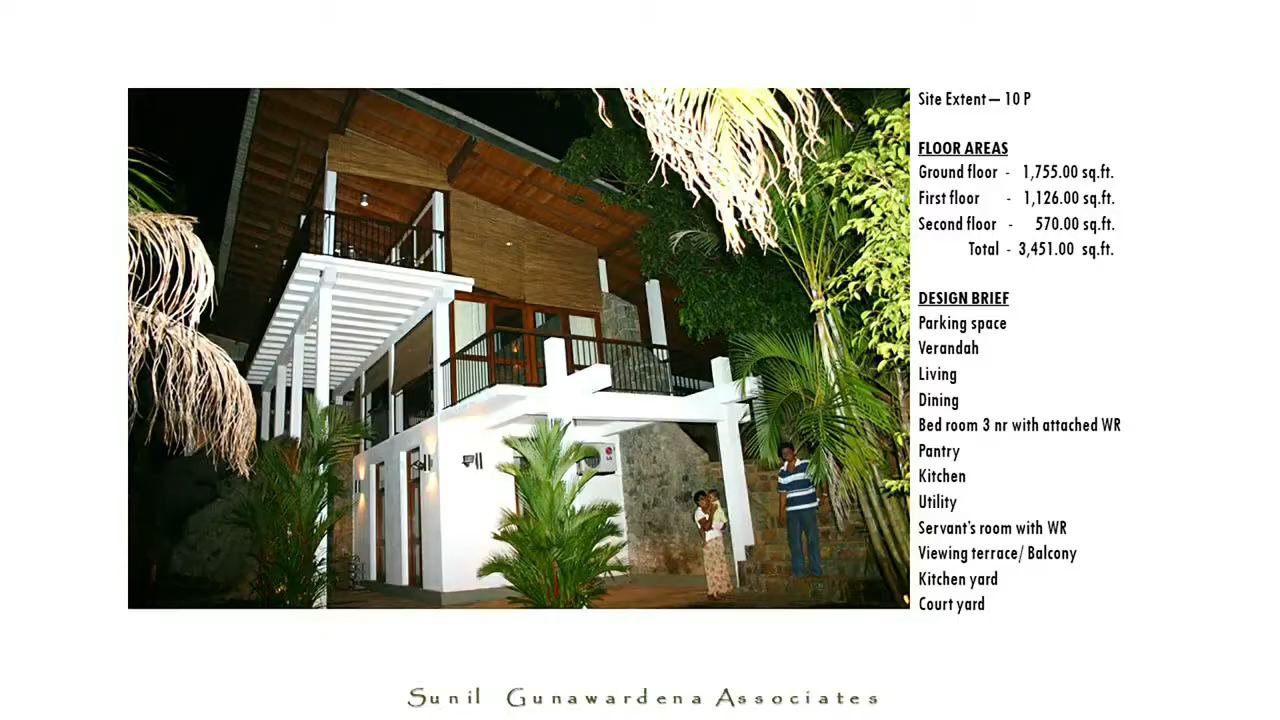 Site Extent – 10 P
FLOOR AREAS
Ground floor - 1,755.00 sq.ft.
First floor - 1,126.00 sq.ft.
Second floor - 570.00 sq.ft.
Total - 3,451.00 sq.ft.
DESIGN BRIEF
Parking space
Verandah
Living
Dining
Bed room 3 nr with attached WR
Pantry
Kitchen
Utility
Servant's room with WR
Viewing terrace/ Balcony
Kitchen yard
Court yard
LG
Sunil Gunawardena Associates